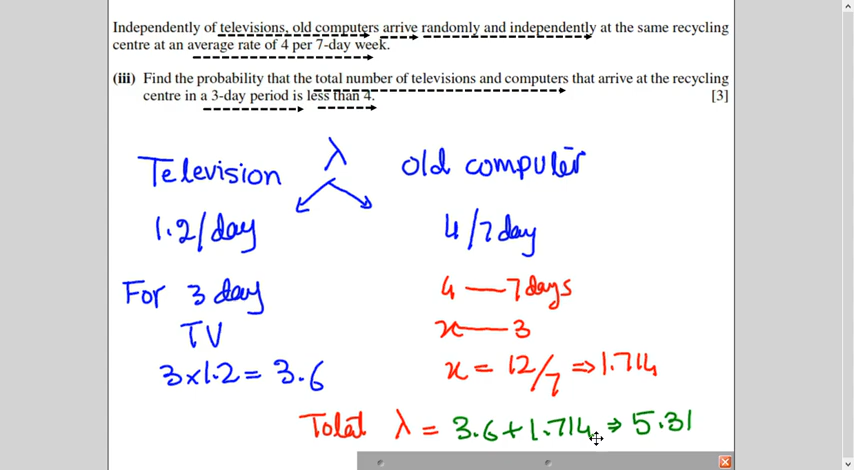 Independently of televisions, old computers arrive randomly and independently at the same recycling
centre at an average rate of 4 per 7-day week.
(iii) Find the probability that the total number of televisions and computers that arrive at the recycling
centre in a 3-day period is less than 4. [3]
λ
Television old computer
1.2/day 4/7day
For 3 day 4 — 7days
TV x — 3
3×1.2 = 3.6 x = 12/7 ⇒ 1.714
Total λ = 3.6 + 1.714 ⇒ 5.31